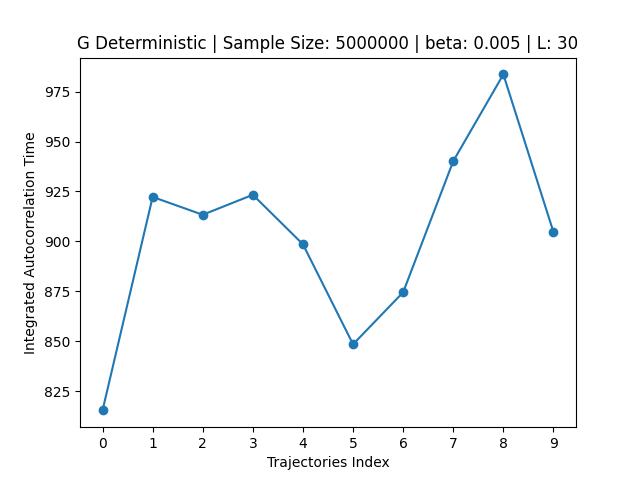 G Deterministic | Sample Size: 5000000 | beta: 0.005 | L: 30
Integrated Autocorrelation Time
975
950
925
900
875
850
825
0 1 2 3 4 5 6 7 8 9
Trajectories Index